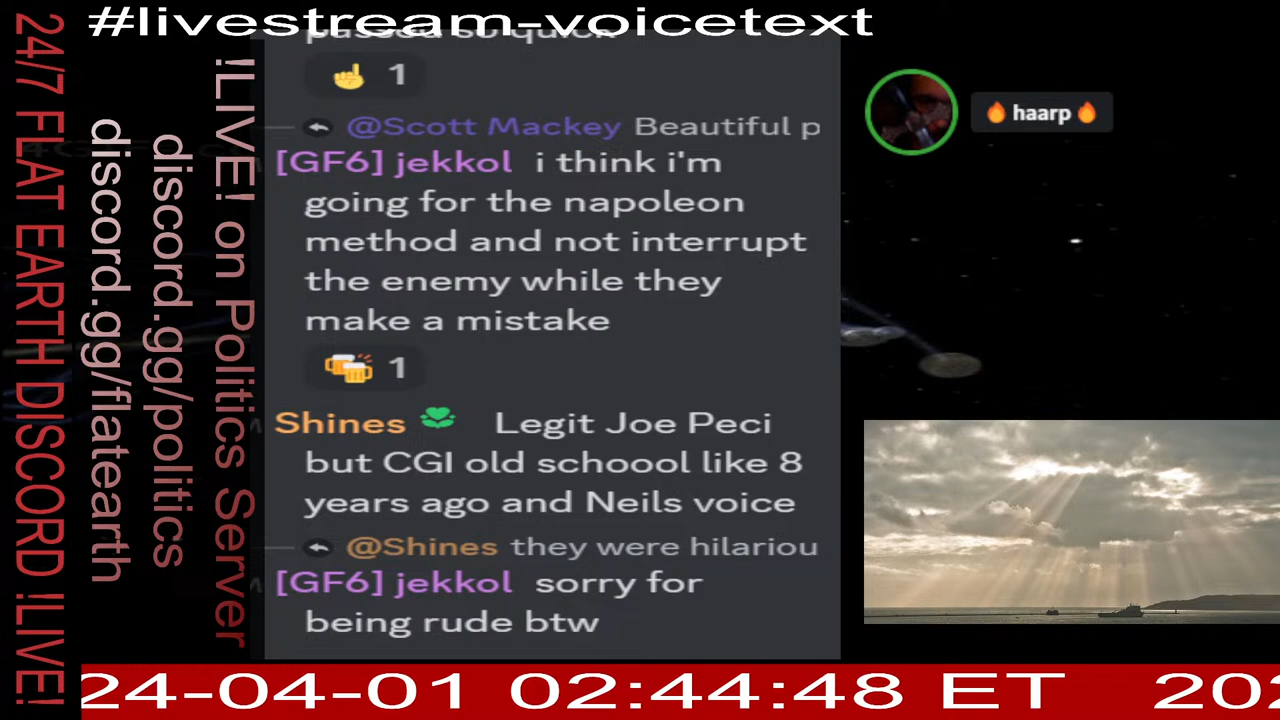 #livestream-voicetext
24/7 FLAT EARTH DISCORD !LIVE!
discord.gg/flatearth
discord.gg/politics
!LIVE! on Politics Server
passed so quick
1
@Scott Mackey Beautiful p
[GF6] jekkol i think i'm
going for the napoleon
method and not interrupt
the enemy while they
make a mistake
1
Shines Legit Joe Peci
but CGI old schoool like 8
years ago and Neils voice
@Shines they were hilariou
[GF6] jekkol sorry for
being rude btw
haarp
24-04-01 02:44:48 ET 202